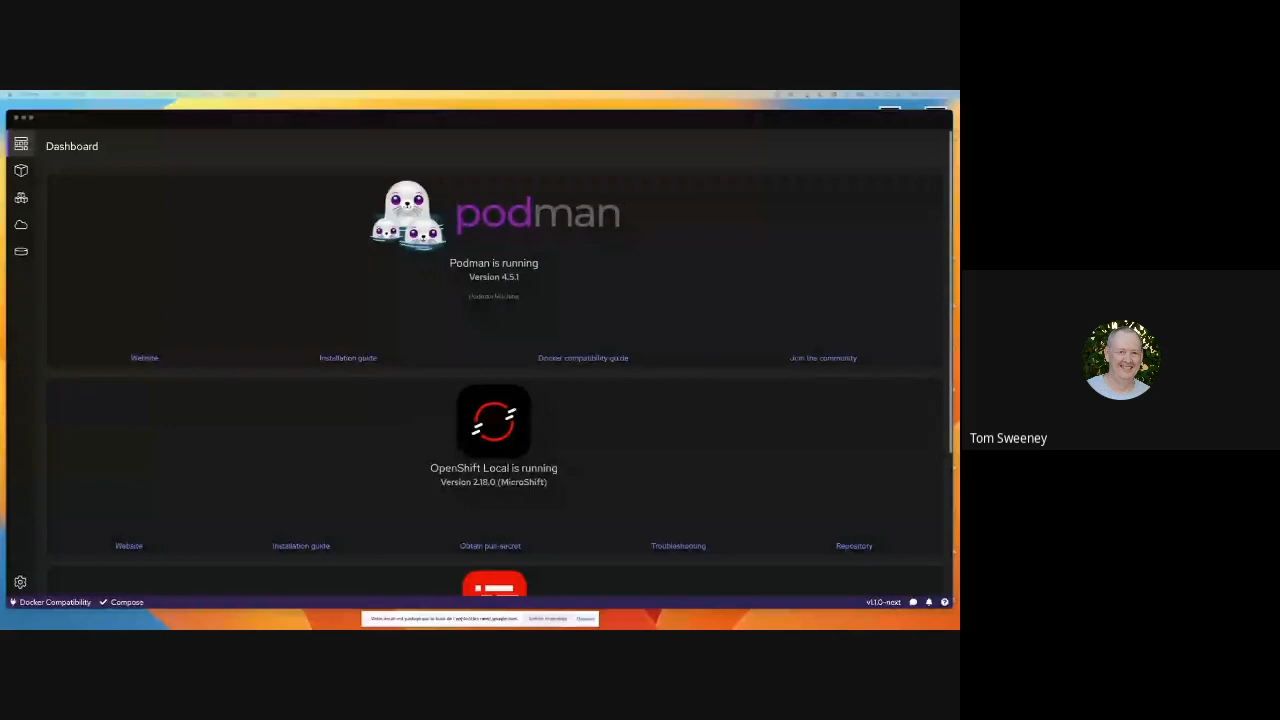 Dashboard
podman
Podman is running
Version 4.5.1
Website
Installation guide
Docker compatibility guide
Join the community
OpenShift Local is running
Version 2.18.0 (MicroShift)
Website
Installation guide
Obtain pull-secret
Troubleshooting
Repository
Docker Compatibility
Compose
v1.1.0-next
Tom Sweeney